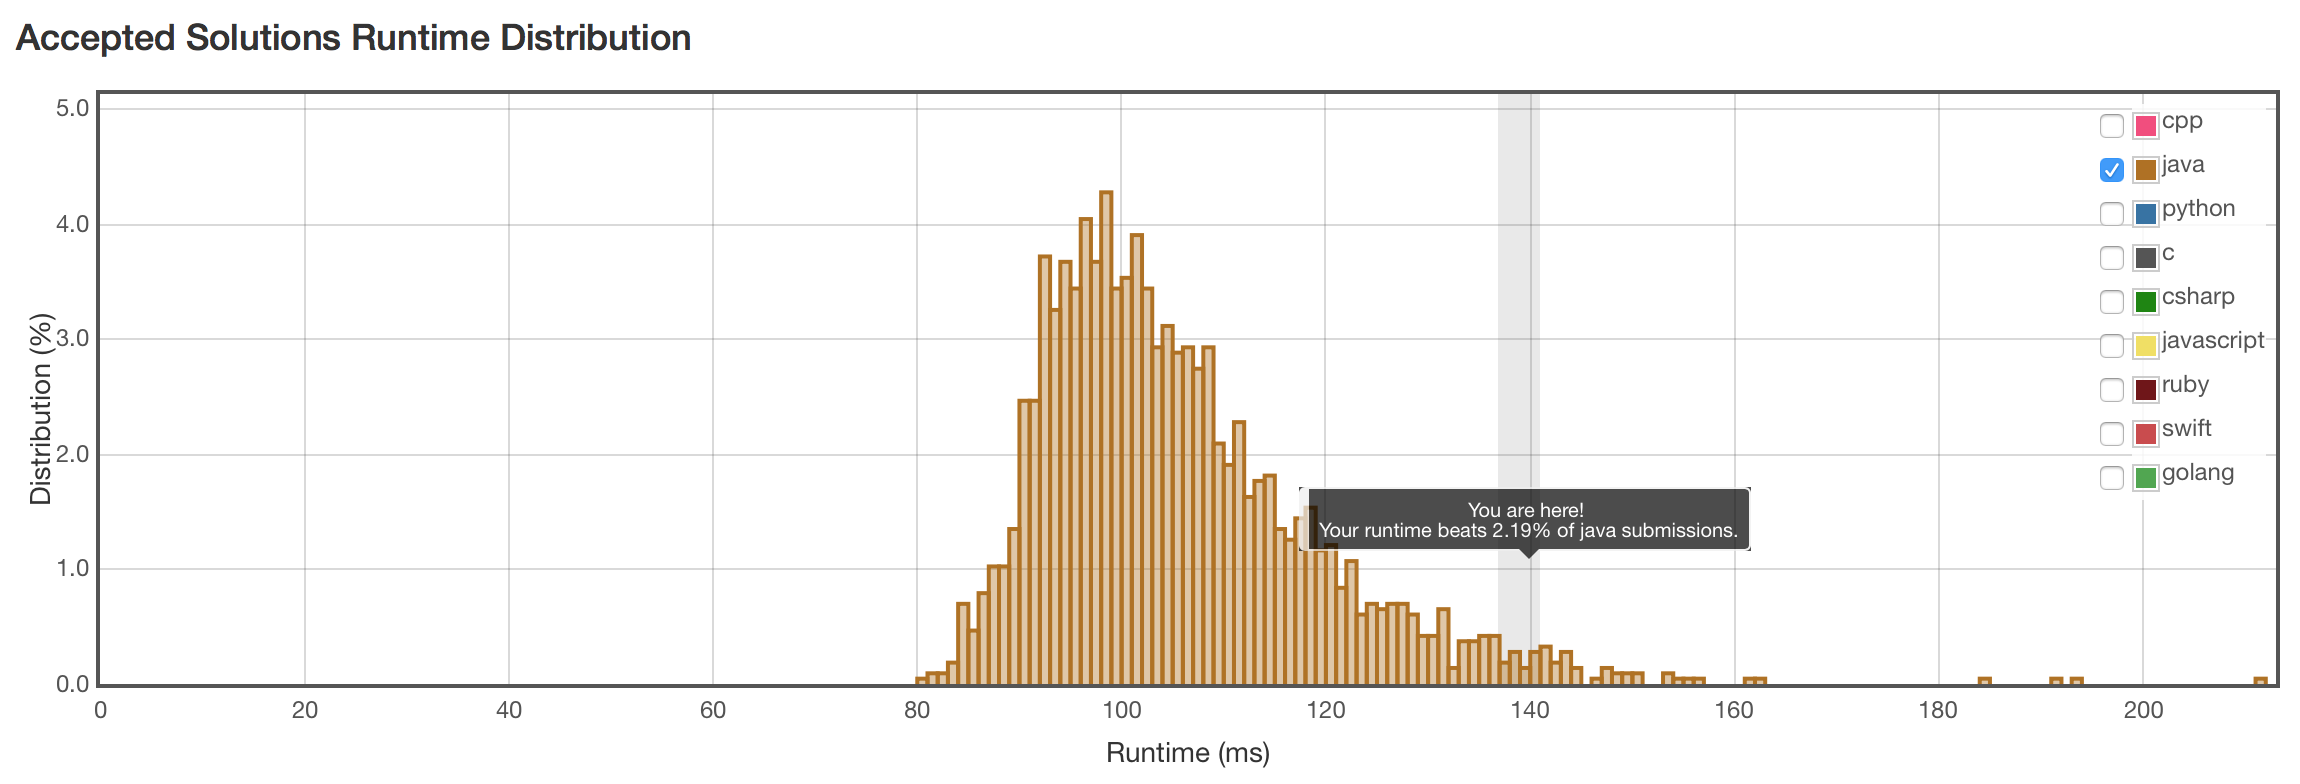 Accepted Solutions Runtime Distribution
5.0
4.0
3.0
2.0
1.0
0.0
Distribution (%)
cpp
java
python
c
csharp
javascript
ruby
swift
golang
You are here!
Your runtime beats 2.19% of java submissions.
0 20 40 60 80 100 120 140 160 180 200
Runtime (ms)